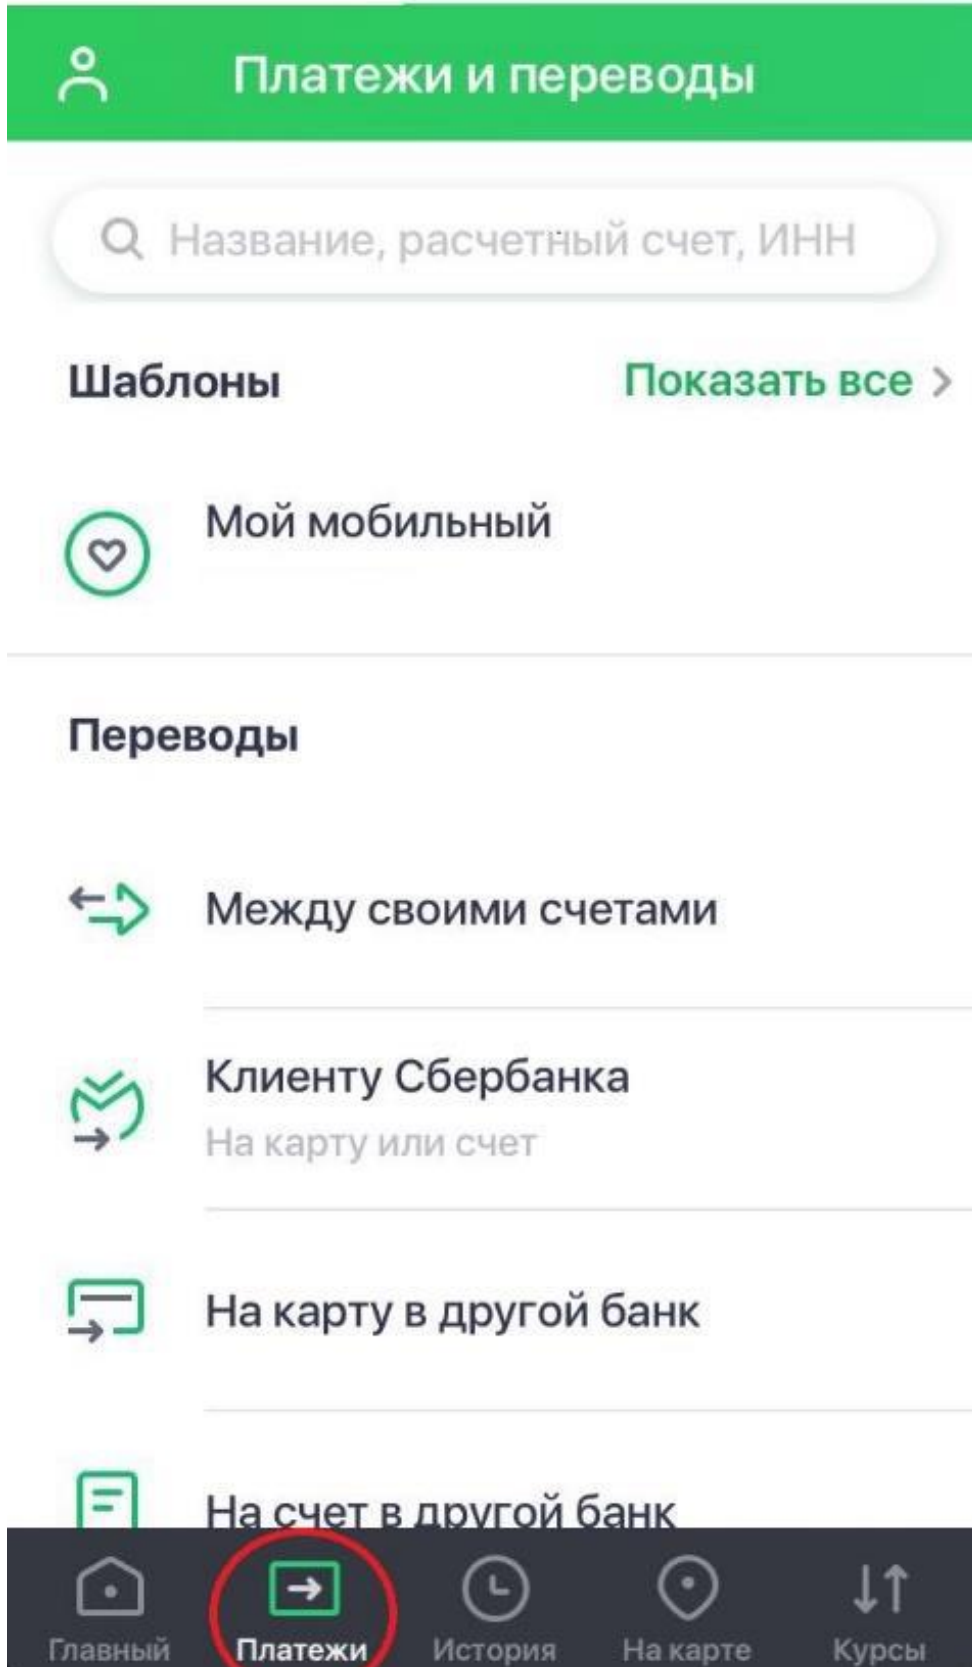 Платежи и переводы
Название, расчетный счет, ИНН
Шаблоны
Показать все
Мой мобильный
Переводы
Между своими счетами
Клиенту Сбербанка
На карту или счет
На карту в другой банк
На счет в другой банк
Главный
Платежи
История
На карте
Курсы